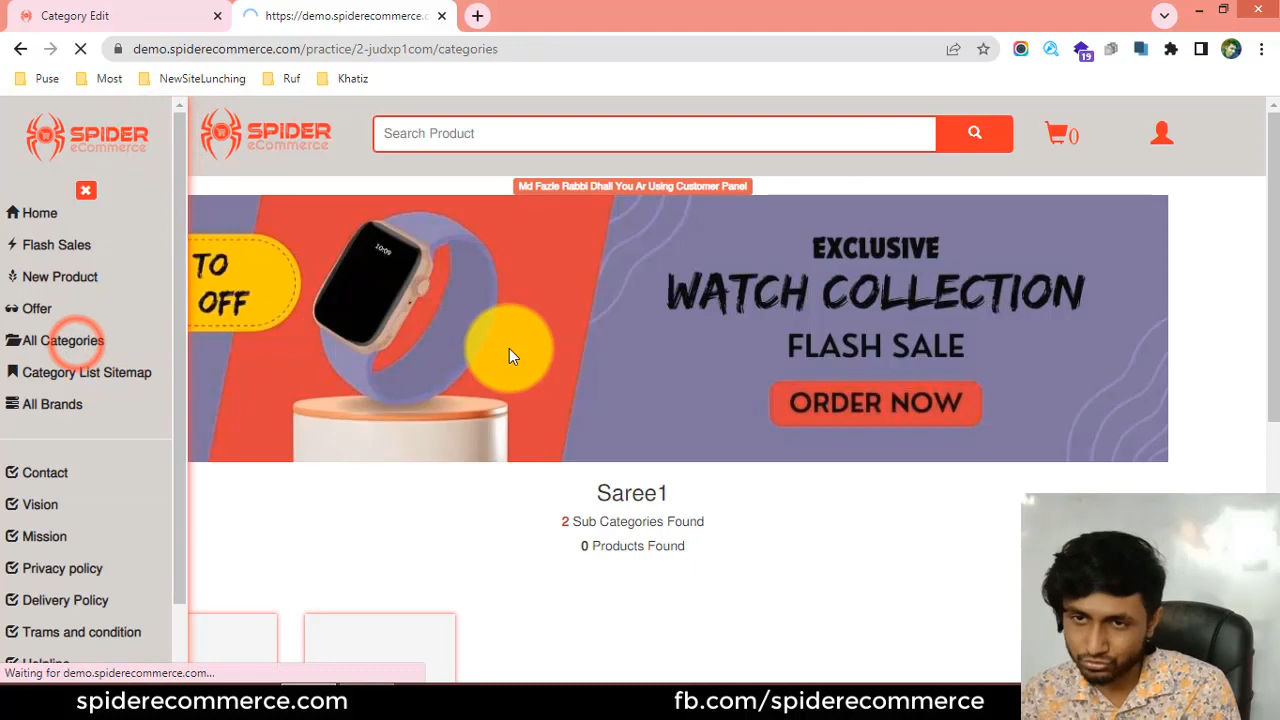 Category Edit
https://demo.spiderecommerce.c
demo.spiderecommerce.com/practice/2-judxp1com/categories
19
Puse
Most
NewSiteLunching
Ruf
Khatiz
SPIDER
eCommerce
Home
Flash Sales
New Product
Offer
All Categories
Category List Sitemap
All Brands
Contact
Vision
Mission
Privacy policy
Delivery Policy
Trams and condition
Helpline
SPIDER
eCommerce
Search Product
0
Md Fazle Rabbi Dhali You Ar Using Customer Panel
TO
OFF
10:09
EXCLUSIVE
WATCH COLLECTION
FLASH SALE
ORDER NOW
Saree1
2 Sub Categories Found
0 Products Found
Waiting for demo.spiderecommerce.com...
spiderecommerce.com
fb.com/spiderecommerce